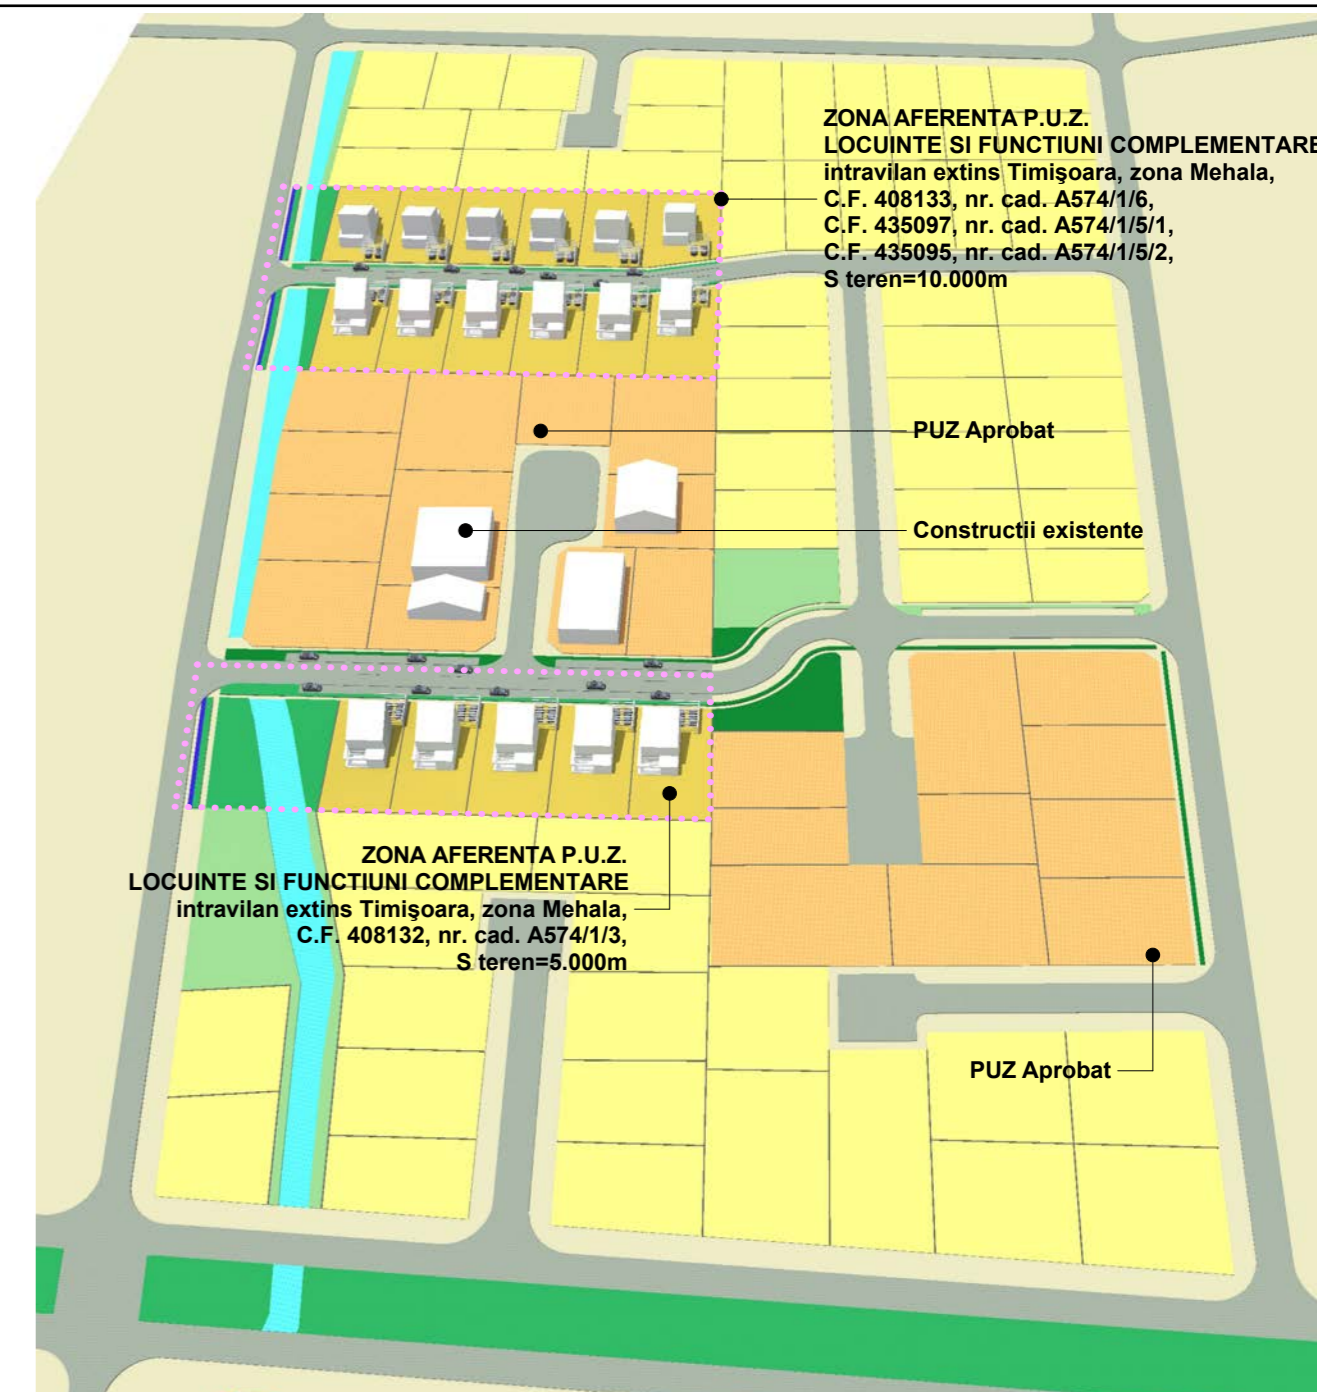 ZONA AFERENTA P.U.Z.
LOCUINTE SI FUNCTIUNI COMPLEMENTARE
intravilan extins Timişoara, zona Mehala,
C.F. 408133, nr. cad. A574/1/6,
C.F. 435097, nr. cad. A574/1/5/1,
C.F. 435095, nr. cad. A574/1/5/2,
S teren=10.000m
PUZ Aprobat
Constructii existente
ZONA AFERENTA P.U.Z.
LOCUINTE SI FUNCTIUNI COMPLEMENTARE
intravilan extins Timişoara, zona Mehala,
C.F. 408132, nr. cad. A574/1/3,
S teren=5.000m
PUZ Aprobat